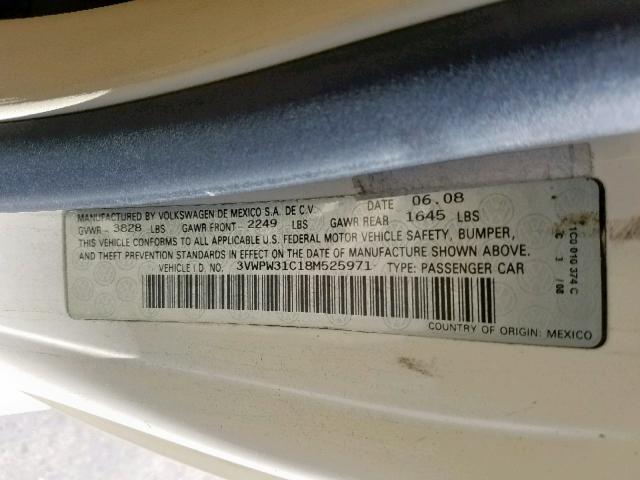 MANUFACTURED BY VOLKSWAGEN DE MEXICO S.A. DE C.V. DATE 06.08
GVWR - 3828 LBS GAWR FRONT - 2249 LBS GAWR REAR 1645 LBS
THIS VEHICLE CONFORMS TO ALL APPLICABLE U.S. FEDERAL MOTOR VEHICLE SAFETY, BUMPER,
AND THEFT PREVENTION STANDARDS IN EFFECT ON THE DATE OF MANUFACTURE SHOWN ABOVE.
VEHICLE I D. NO. 3VWPW31C18M525971 TYPE: PASSENGER CAR
COUNTRY OF ORIGIN: MEXICO
1C0 010 374 C
C 3 / 08